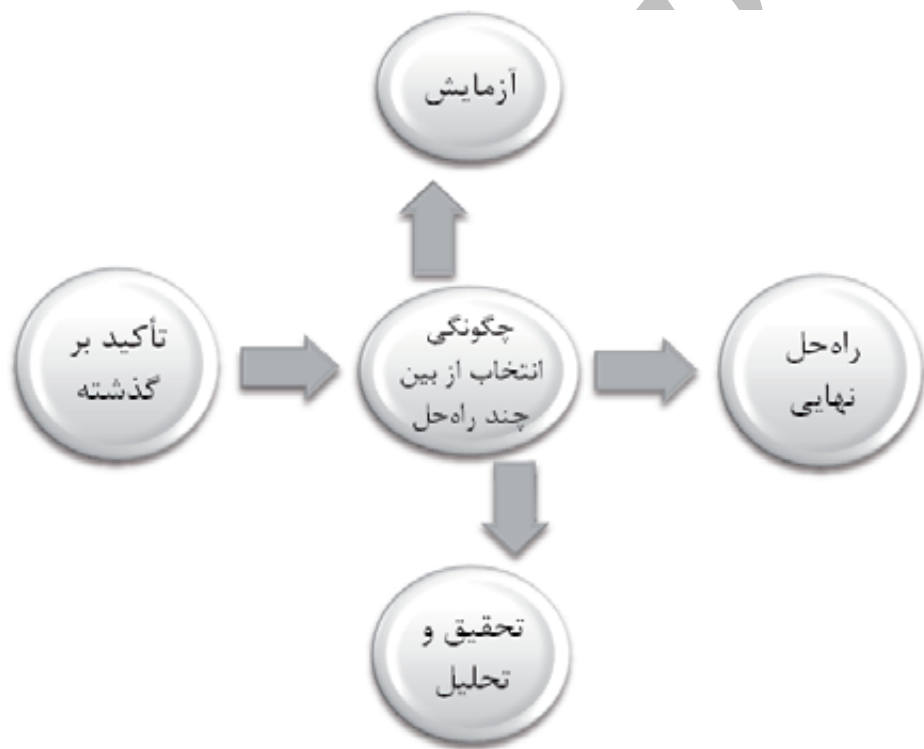 آزمایش
تأکید بر
گذشته
چگونگی
انتخاب از بین
چند راه‌حل
راه‌حل
نهایی
تحقیق و
تحلیل